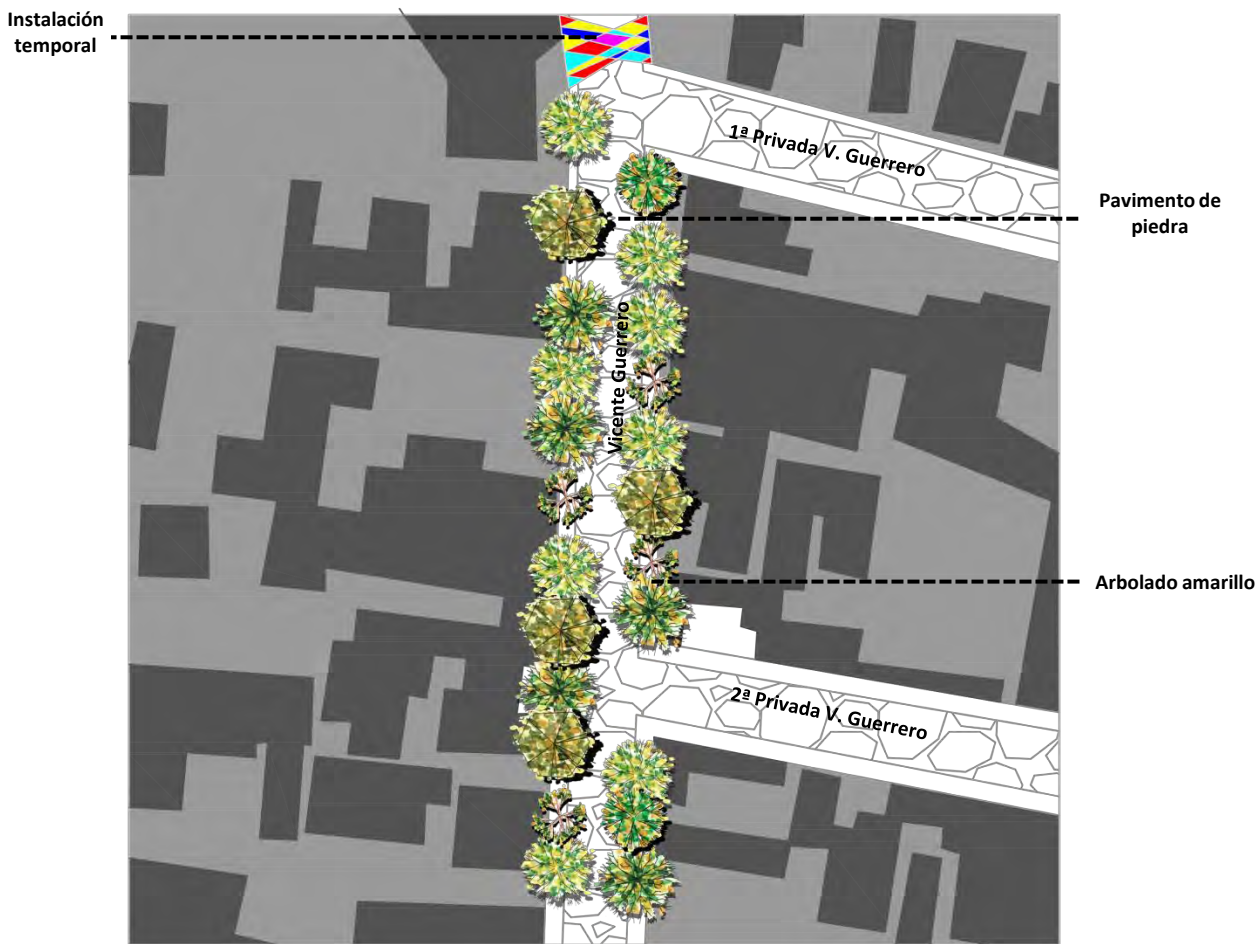 Instalación
temporal
1ª Privada V. Guerrero
Pavimento de
piedra
Vicente Guerrero
Arbolado amarillo
2ª Privada V. Guerrero